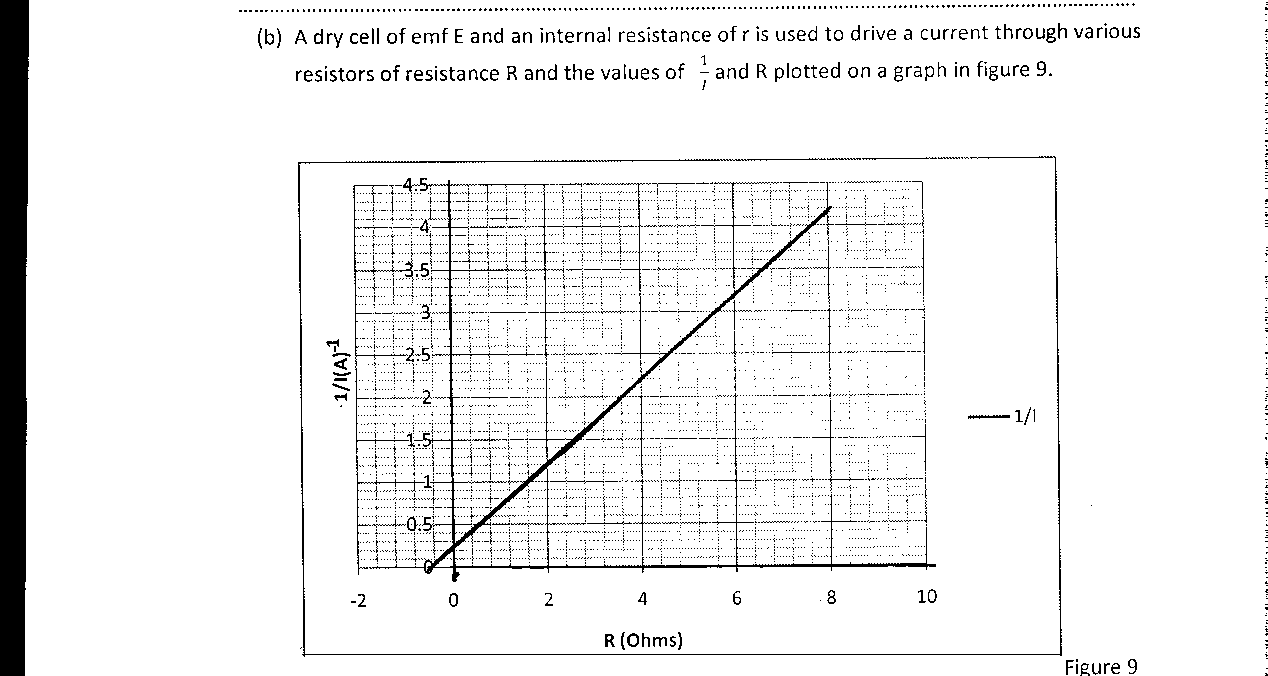 (b) A dry cell of emf E and an internal resistance of r is used to drive a current through various
resistors of resistance R and the values of 1/I and R plotted on a graph in figure 9.
4.5
4
3.5
3
2.5
2
1.5
1
0.5
0
1/I(A)-1
-2 0 2 4 6 8 10
R (Ohms)
1/I
Figure 9